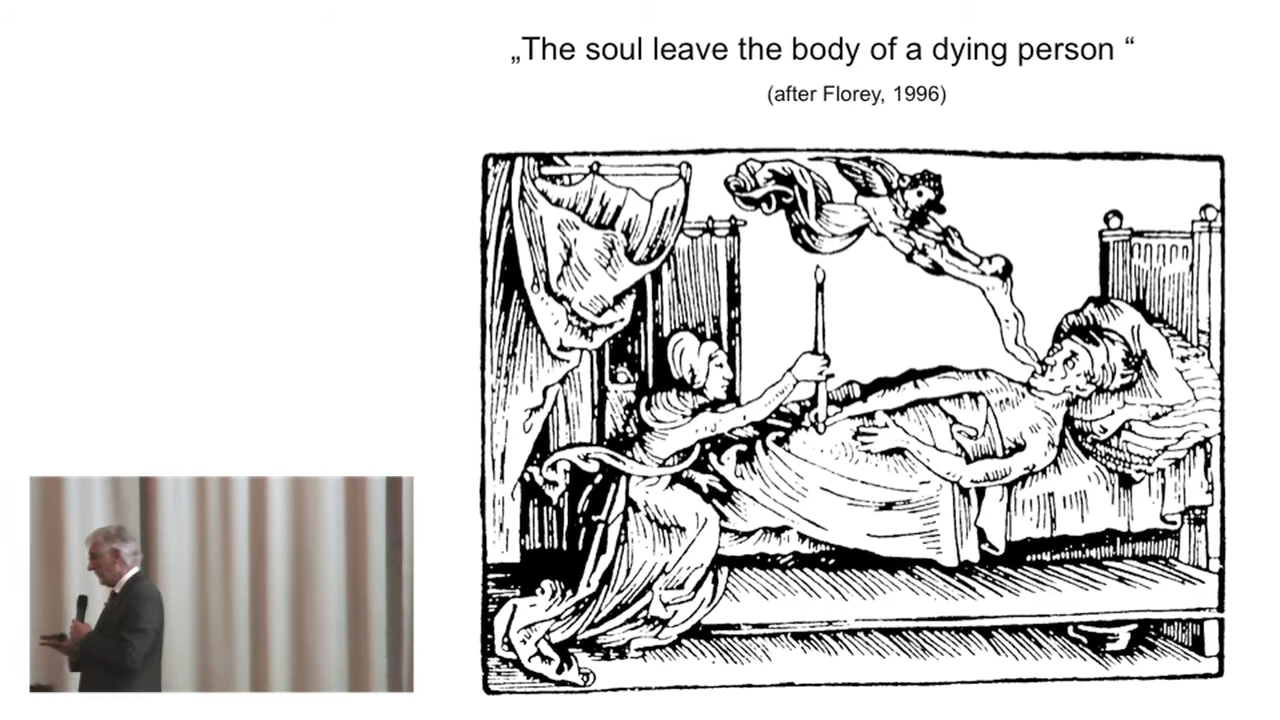 „The soul leave the body of a dying person “
(after Florey, 1996)